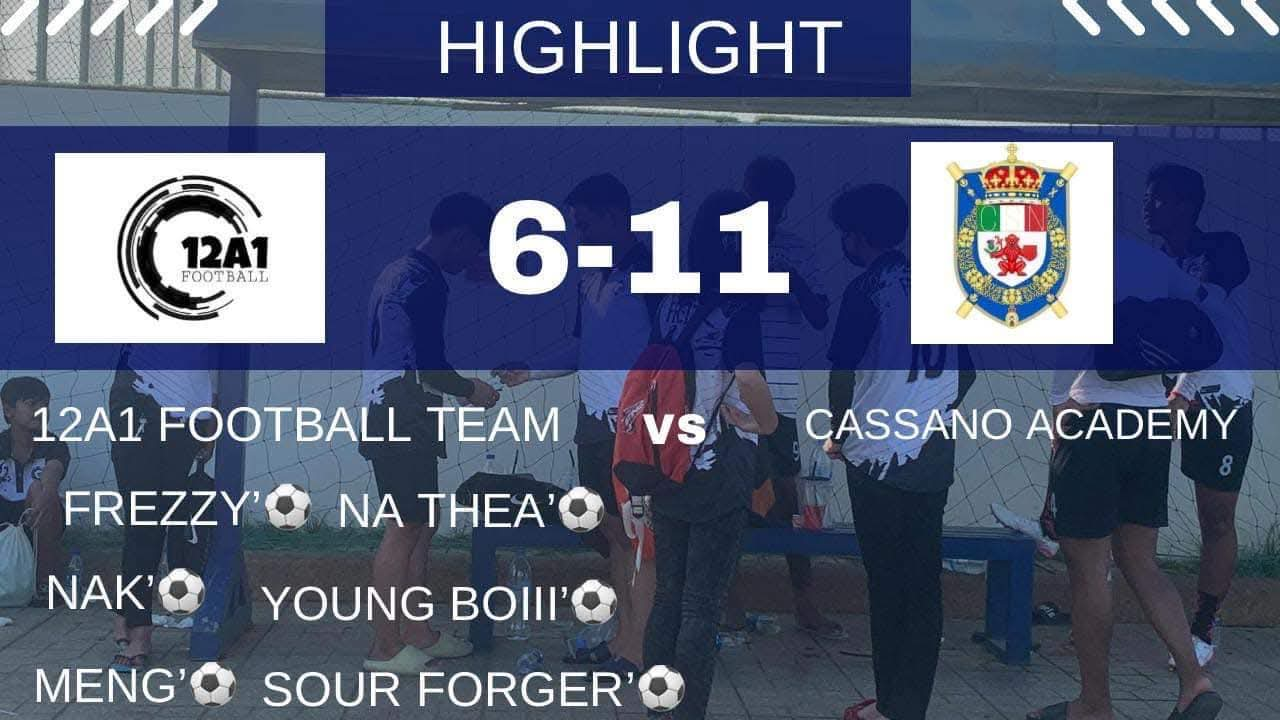 HIGHLIGHT
12A1
FOOTBALL
6-11
C N
12A1 FOOTBALL TEAM vs CASSANO ACADEMY
8
FREZZY’⚽ NA THEA’⚽
NAK’⚽ YOUNG BOIII’⚽
MENG’⚽ SOUR FORGER’⚽